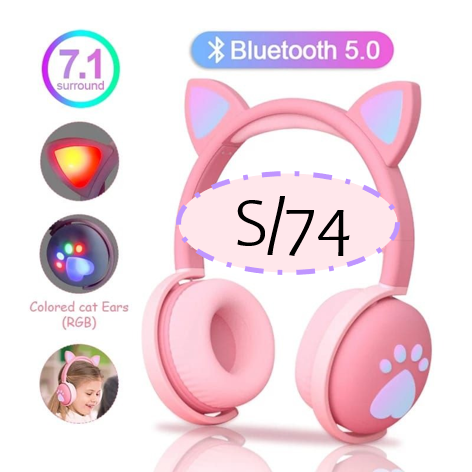 7.1
surround
Bluetooth 5.0
S/74
Colored cat Ears
(RGB)